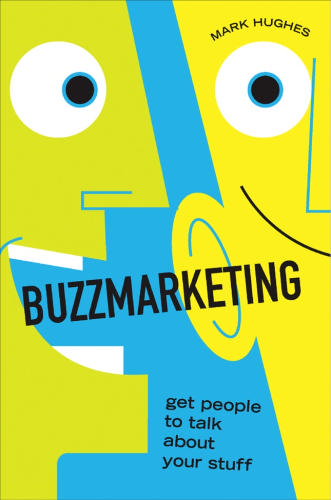 MARK HUGHES
BUZZMARKETING
get people
to talk
about
your stuff